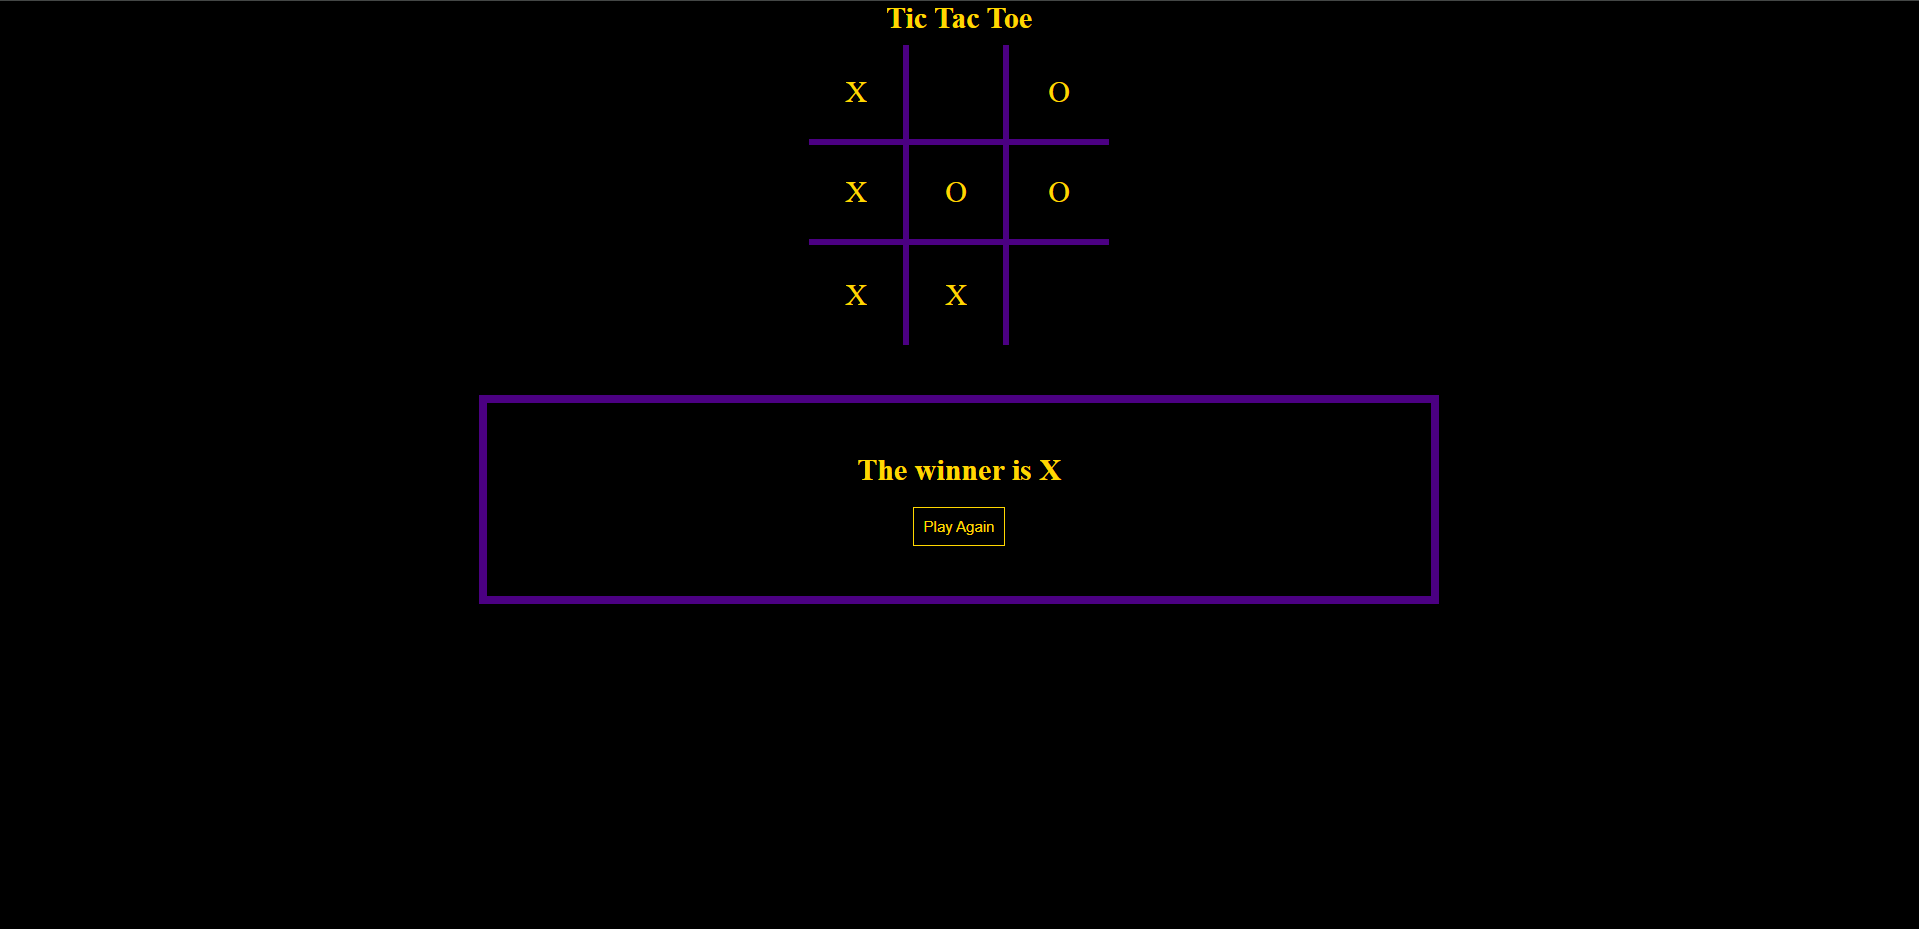 Tic Tac Toe
X O
X O O
X X
The winner is X
Play Again